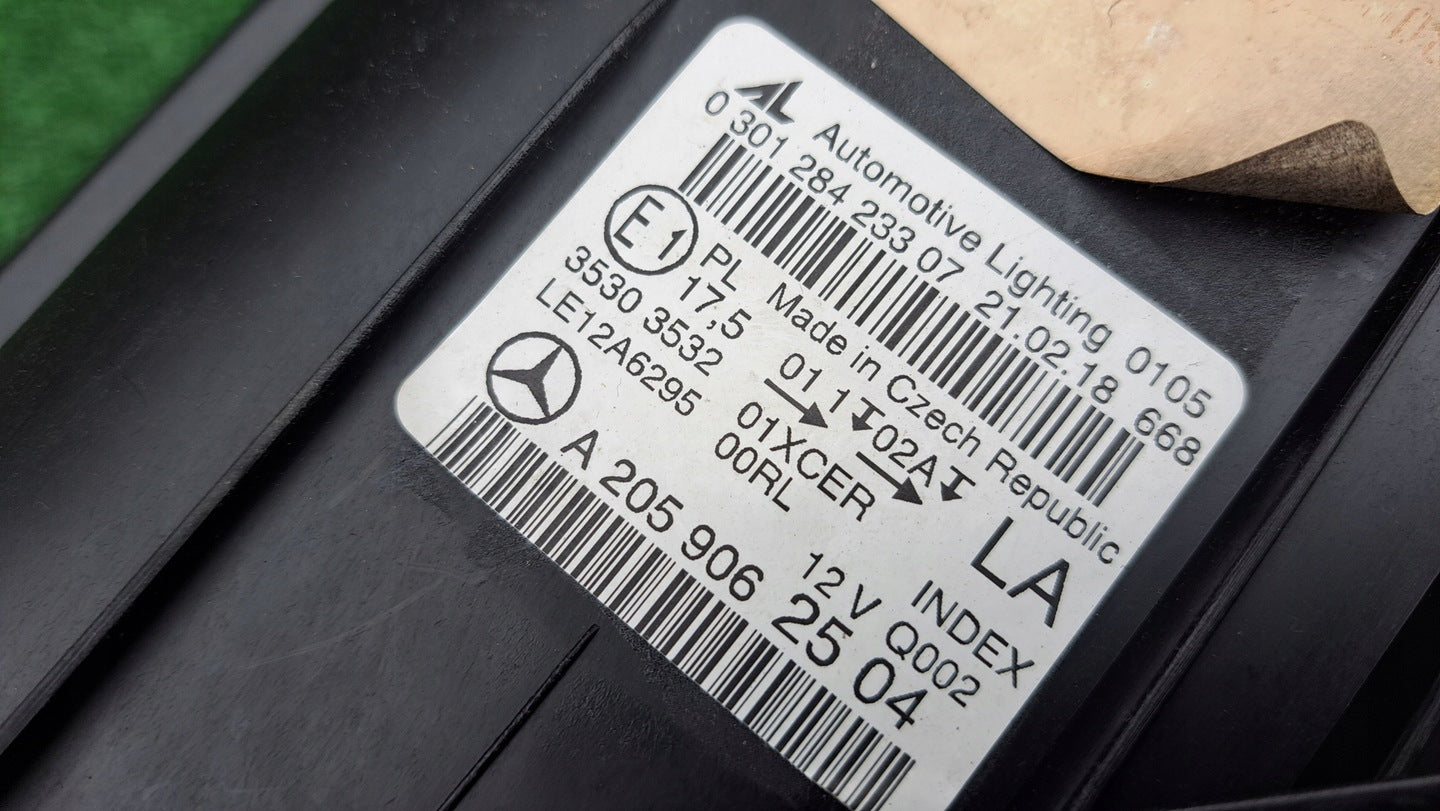 AL Automotive Lighting 0105
0 301 284 233 07 21.02.18 668
E1 PL Made in Czech Republic
17,5 01 1 02A
3530 3532 01XCER LA
LE12A6295 00RL
12 V INDEX
Q002
A 205 906 25 04